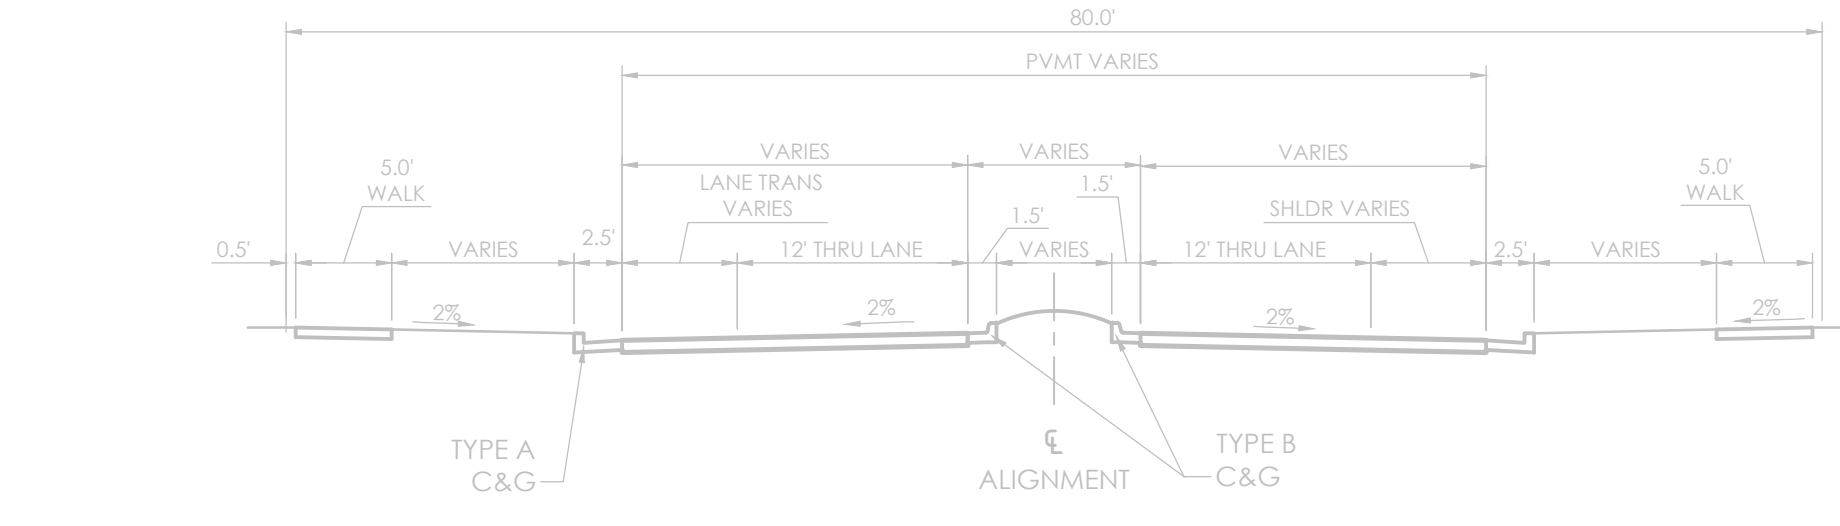 80.0'
PVMT VARIES
VARIES
VARIES
VARIES
5.0'
WALK
LANE TRANS
VARIES
1.5'
1.5'
SHLDR VARIES
5.0'
WALK
0.5'
VARIES
2.5'
12' THRU LANE
VARIES
12' THRU LANE
2.5'
VARIES
2%
2%
2%
2%
TYPE A
C&G
℄
ALIGNMENT
TYPE B
C&G